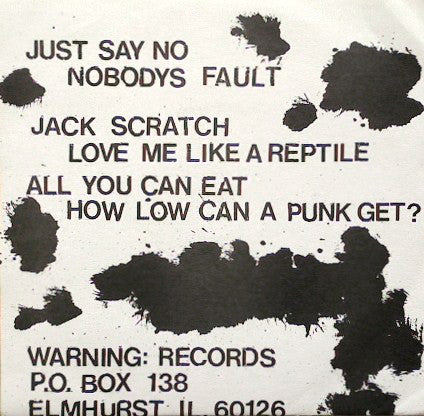 JUST SAY NO
NOBODYS FAULT
JACK SCRATCH
LOVE ME LIKE A REPTILE
ALL YOU CAN EAT
HOW LOW CAN A PUNK GET?
WARNING: RECORDS
P.O. BOX 138
ELMHURST IL. 60126